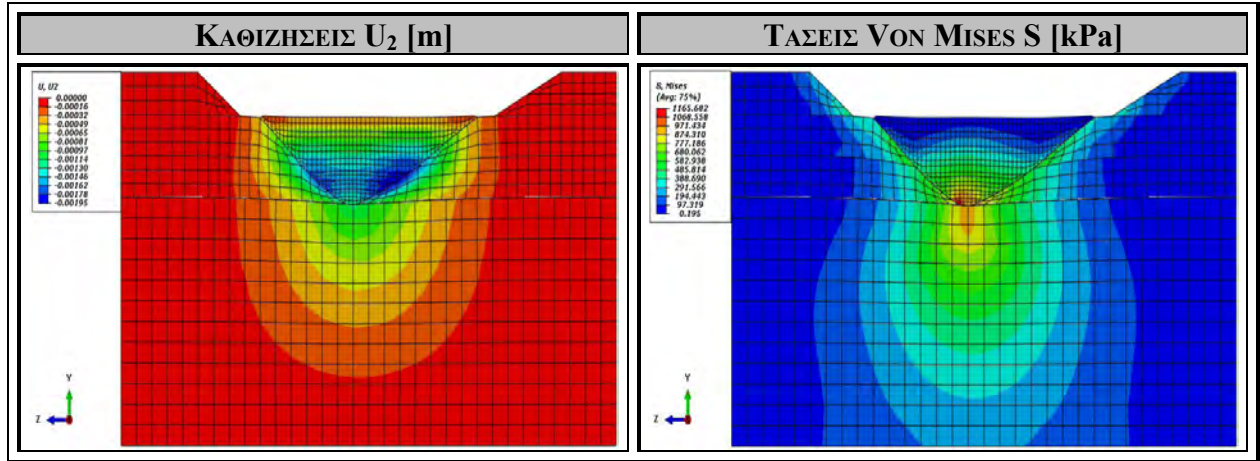 ΚΑΘΙΖΗΣΕΙΣ U₂ [m]
ΤΑΣΕΙΣ VON MISES S [kPa]
U, U2
0.00000
-0.00016
-0.00032
-0.00049
-0.00065
-0.00081
-0.00097
-0.00114
-0.00130
-0.00146
-0.00162
-0.00178
-0.00195
Y
Z
S, Mises
(Avg: 75%)
1165.682
1068.558
971.434
874.310
777.186
680.062
582.938
485.814
388.690
291.566
194.443
97.319
0.195
Y
Z